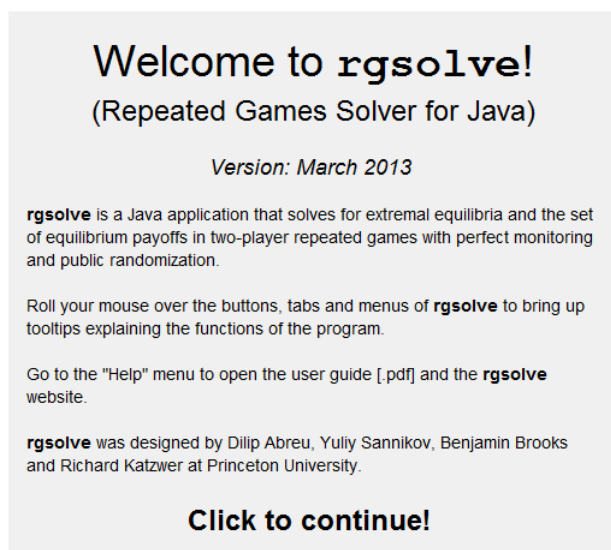 Welcome to rgsolve!
(Repeated Games Solver for Java)
Version: March 2013
rgsolve is a Java application that solves for extremal equilibria and the set
of equilibrium payoffs in two-player repeated games with perfect monitoring
and public randomization.
Roll your mouse over the buttons, tabs and menus of rgsolve to bring up
tooltips explaining the functions of the program.
Go to the "Help" menu to open the user guide [.pdf] and the rgsolve
website.
rgsolve was designed by Dilip Abreu, Yuliy Sannikov, Benjamin Brooks
and Richard Katzwer at Princeton University.
Click to continue!